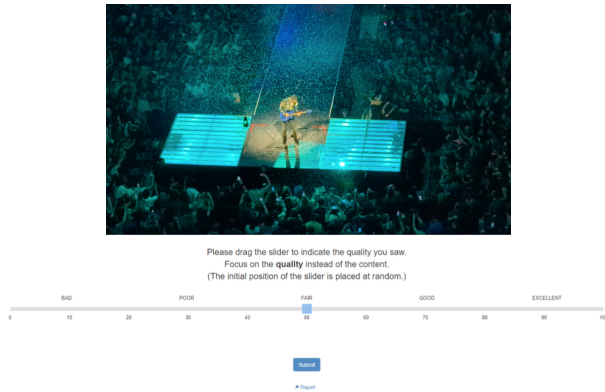 Please drag the slider to indicate the quality you saw.
Focus on the quality instead of the content.
(The initial position of the slider is placed at random.)
BAD POOR FAIR GOOD EXCELLENT
0 10 20 30 40 50 60 70 80 90 10
Submit
Report